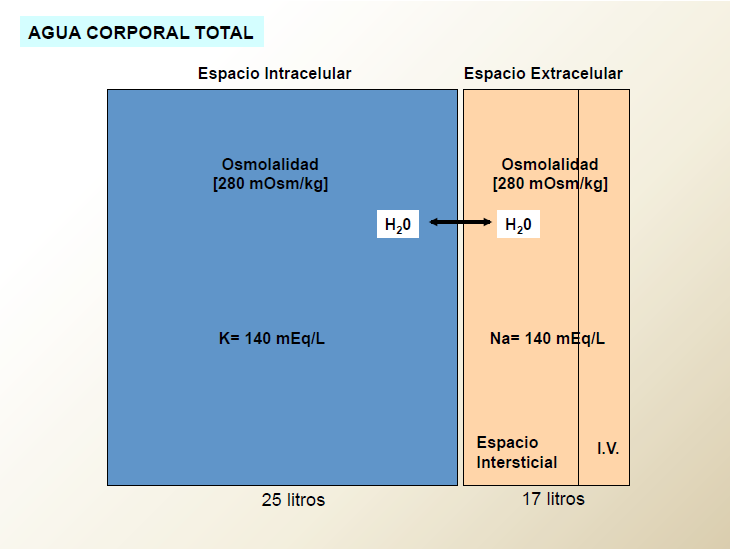 AGUA CORPORAL TOTAL
Espacio Intracelular
Espacio Extracelular
Osmolalidad
[280 mOsm/kg]
Osmolalidad
[280 mOsm/kg]
H₂0
H₂0
K= 140 mEq/L
Na= 140 mEq/L
Espacio
Intersticial
I.V.
25 litros
17 litros